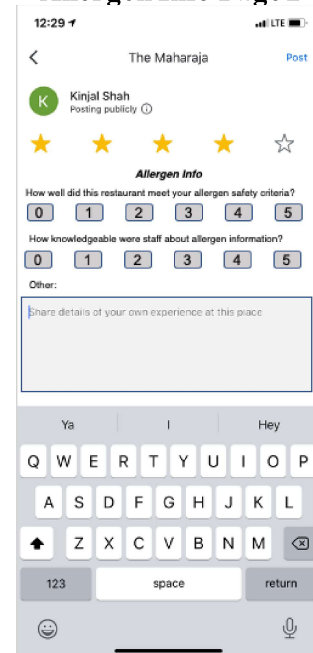 12:29 LTE
The Maharaja Post
K Kinjal Shah
Posting publicly
Allergen Info
How well did this restaurant meet your allergen safety criteria?
0 1 2 3 4 5
How knowledgeable were staff about allergen information?
0 1 2 3 4 5
Other:
Share details of your own experience at this place
Ya I Hey
Q W E R T Y U I O P
A S D F G H J K L
Z X C V B N M
123 space return